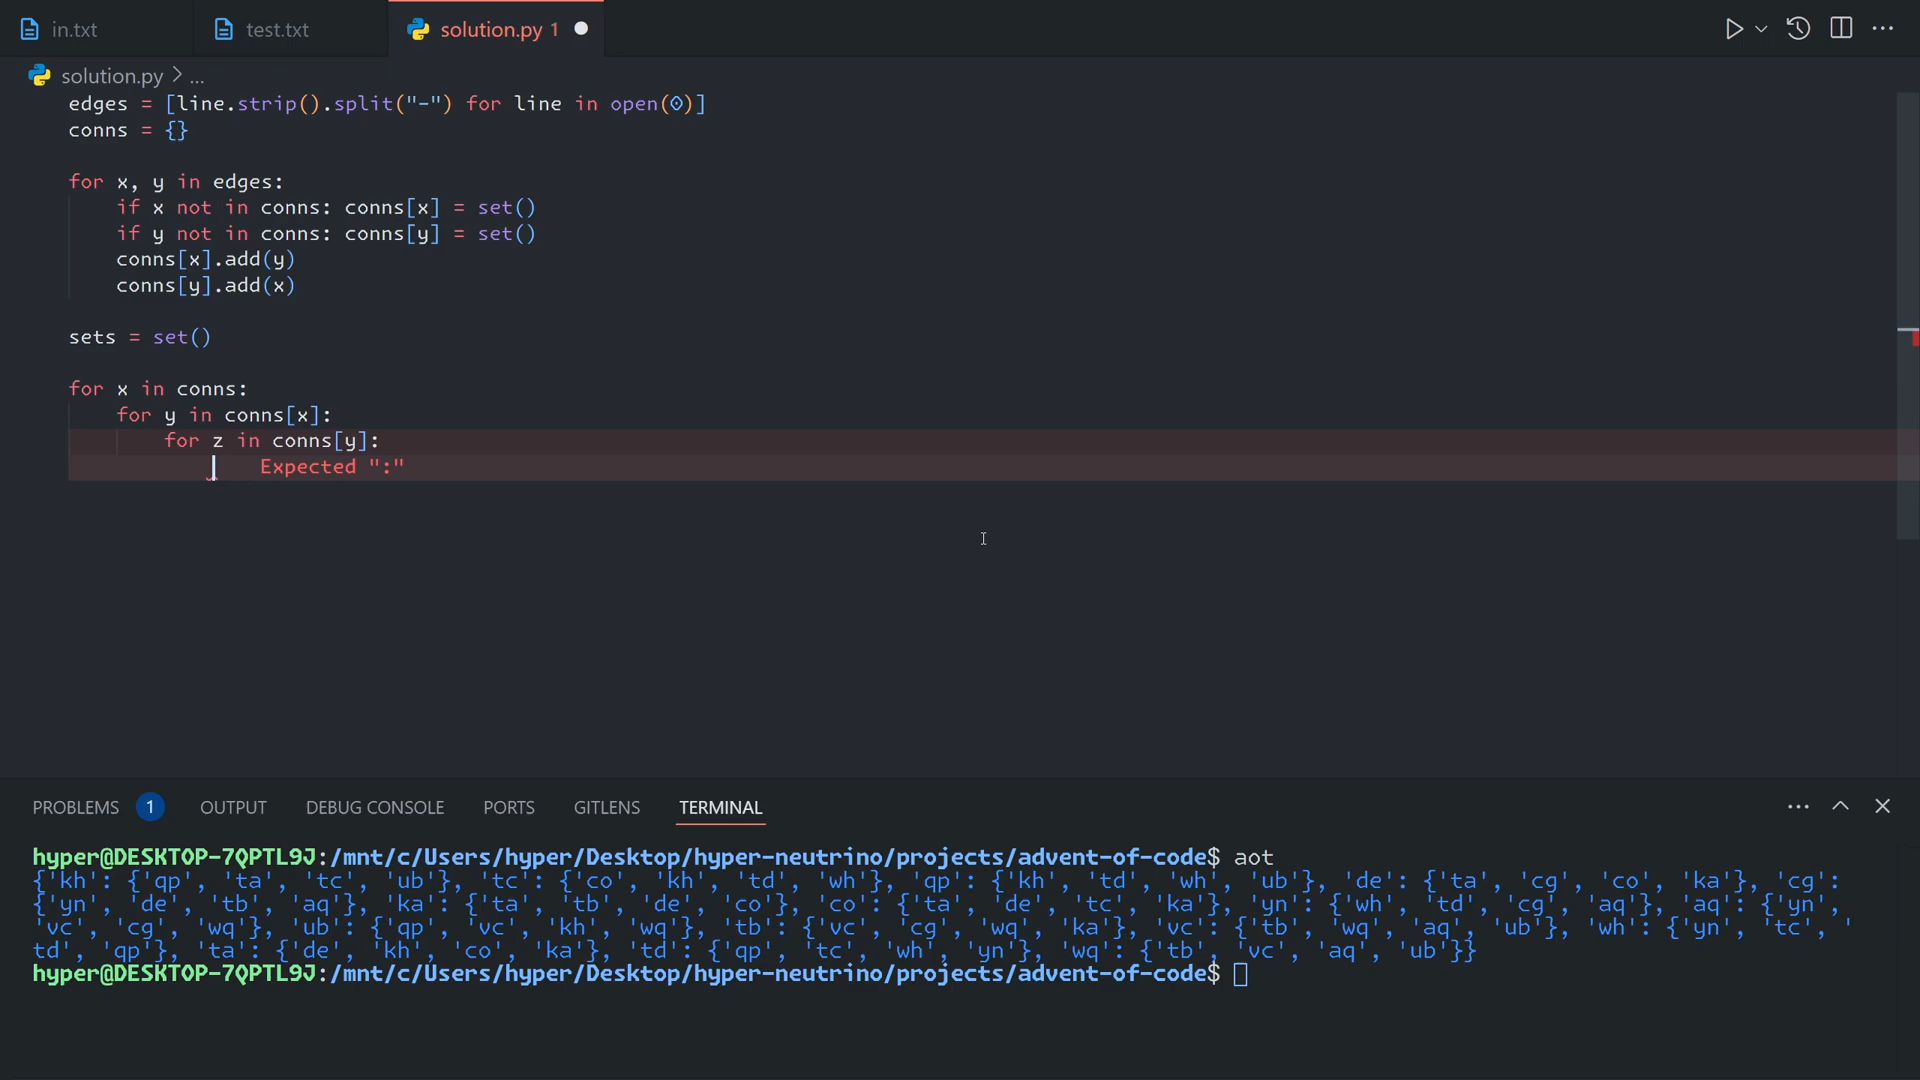 in.txt
test.txt
solution.py 1
solution.py > ...
edges = [line.strip().split("-") for line in open(0)]
conns = {}
for x, y in edges:
if x not in conns: conns[x] = set()
if y not in conns: conns[y] = set()
conns[x].add(y)
conns[y].add(x)
sets = set()
for x in conns:
for y in conns[x]:
for z in conns[y]:
Expected ":"
PROBLEMS 1 OUTPUT DEBUG CONSOLE PORTS GITLENS TERMINAL
hyper@DESKTOP-7QPTL9J:/mnt/c/Users/hyper/Desktop/hyper-neutrino/projects/advent-of-code$ aot
{'kh': {'qp', 'ta', 'tc', 'ub'}, 'tc': {'co', 'kh', 'td', 'wh'}, 'qp': {'kh', 'td', 'wh', 'ub'}, 'de': {'ta', 'cg', 'co', 'ka'}, 'cg':
{'yn', 'de', 'tb', 'aq'}, 'ka': {'ta', 'tb', 'de', 'co'}, 'co': {'ta', 'de', 'tc', 'ka'}, 'yn': {'wh', 'td', 'cg', 'aq'}, 'aq': {'yn',
'vc', 'cg', 'wq'}, 'ub': {'qp', 'vc', 'kh', 'wq'}, 'tb': {'vc', 'cg', 'wq', 'ka'}, 'vc': {'tb', 'wq', 'aq', 'ub'}, 'wh': {'yn', 'tc', '
td', 'qp'}, 'ta': {'de', 'kh', 'co', 'ka'}, 'td': {'qp', 'tc', 'wh', 'yn'}, 'wq': {'tb', 'vc', 'aq', 'ub'}}
hyper@DESKTOP-7QPTL9J:/mnt/c/Users/hyper/Desktop/hyper-neutrino/projects/advent-of-code$